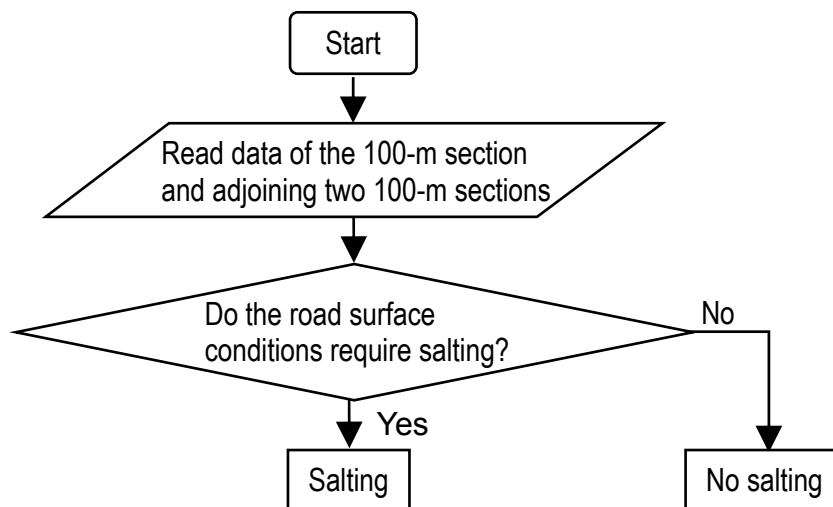 Start
Read data of the 100-m section
and adjoining two 100-m sections
Do the road surface
conditions require salting?
No
Yes
Salting
No salting